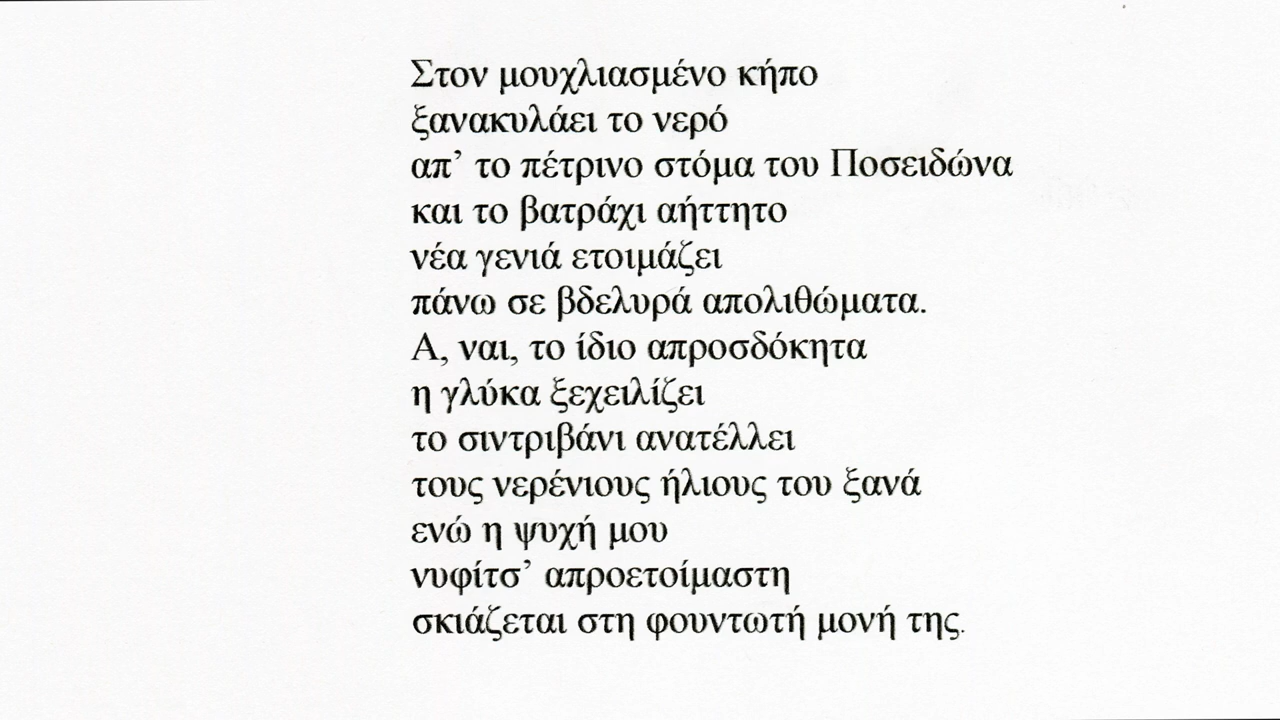 Στον μουχλιασμένο κήπο
ξανακυλάει το νερό
απ’ το πέτρινο στόμα του Ποσειδώνα
και το βατράχι αήττητο
νέα γενιά ετοιμάζει
πάνω σε βδελυρά απολιθώματα.
Α, ναι, το ίδιο απροσδόκητα
η γλύκα ξεχειλίζει
το σιντριβάνι ανατέλλει
τους νερένιους ήλιους του ξανά
ενώ η ψυχή μου
νυφίτσ’ απροετοίμαστη
σκιάζεται στη φουντωτή μονή της.